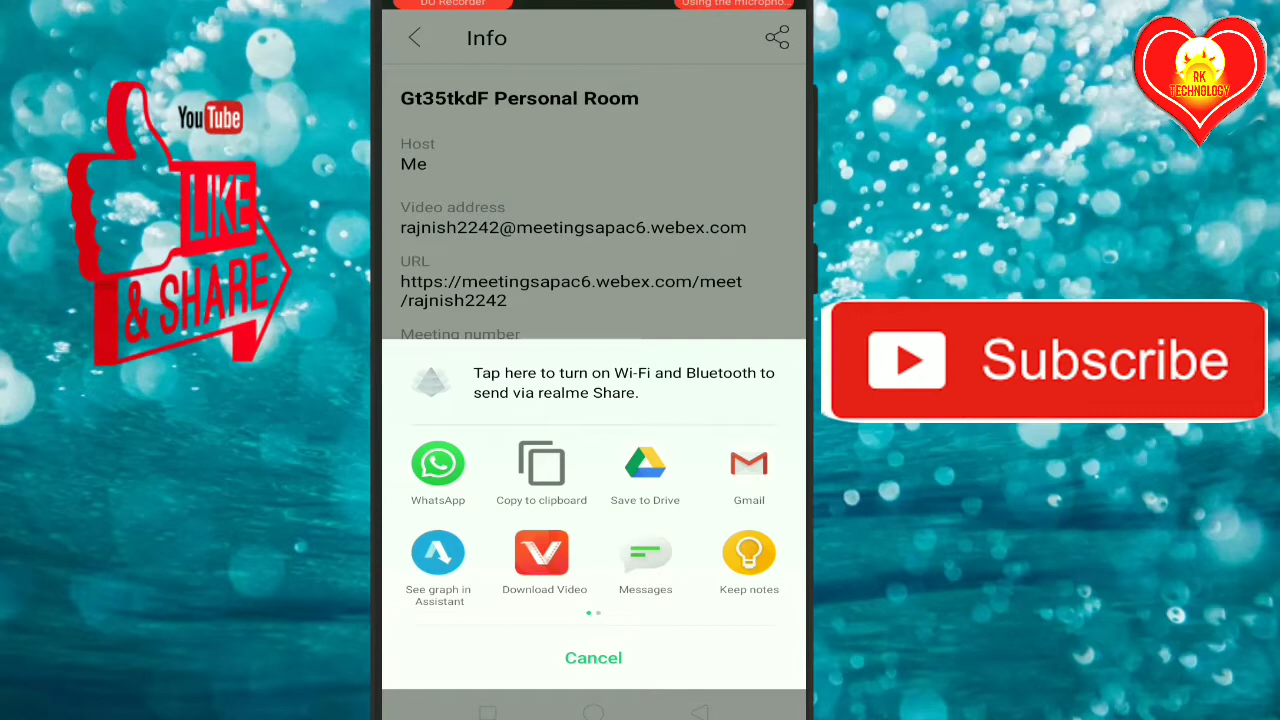 DU Recorder
Using the micropho...
Info
Gt35tkdF Personal Room
Host
Me
Video address
rajnish2242@meetingsapac6.webex.com
URL
https://meetingsapac6.webex.com/meet
/rajnish2242
Meeting number
Tap here to turn on Wi-Fi and Bluetooth to
send via realme Share.
WhatsApp
Copy to clipboard
Save to Drive
Gmail
See graph in
Assistant
Download Video
Messages
Keep notes
Cancel
YouTube
LIKE
& SHARE
RK
TECHNOLOGY
Subscribe